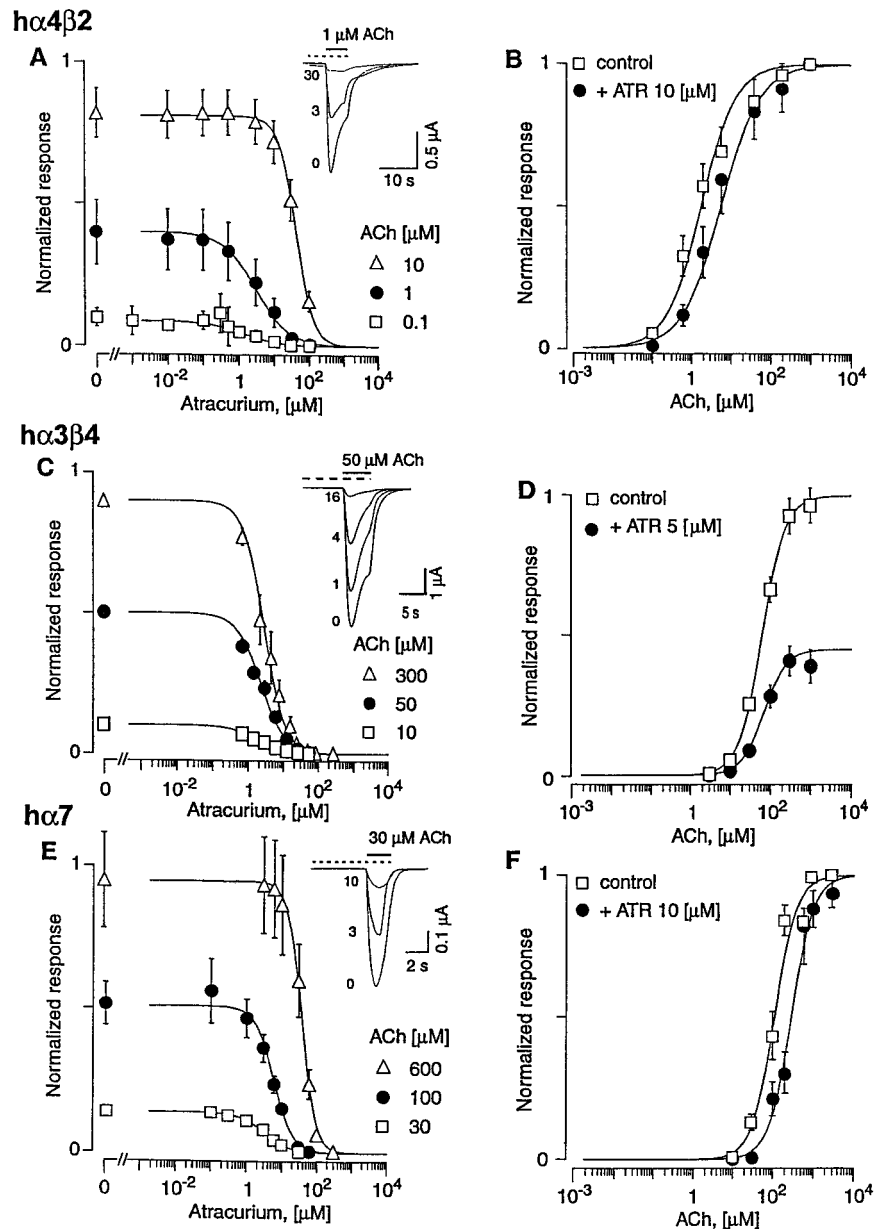 hα4β2
A
1
Normalized response
0
0
10⁻²
1
10²
10⁴
Atracurium, [μM]
1 μM ACh
30
3
0
0.5 μA
10 s
ACh [μM]
10
1
0.1
B
1
Normalized response
0
control
+ ATR 10 [μM]
10⁻³
1
10²
10⁴
ACh, [μM]
hα3β4
C
1
Normalized response
0
0
10⁻²
1
10²
10⁴
Atracurium, [μM]
50 μM ACh
16
4
1
0
1 μA
5 s
ACh [μM]
300
50
10
D
1
Normalized response
0
control
+ ATR 5 [μM]
10⁻³
1
10²
10⁴
ACh, [μM]
hα7
E
1
Normalized response
0
0
10⁻²
1
10²
10⁴
Atracurium, [μM]
30 μM ACh
10
3
0
0.1 μA
2 s
ACh [μM]
600
100
30
F
1
Normalized response
0
control
+ ATR 10 [μM]
10⁻³
1
10²
10⁴
ACh, [μM]